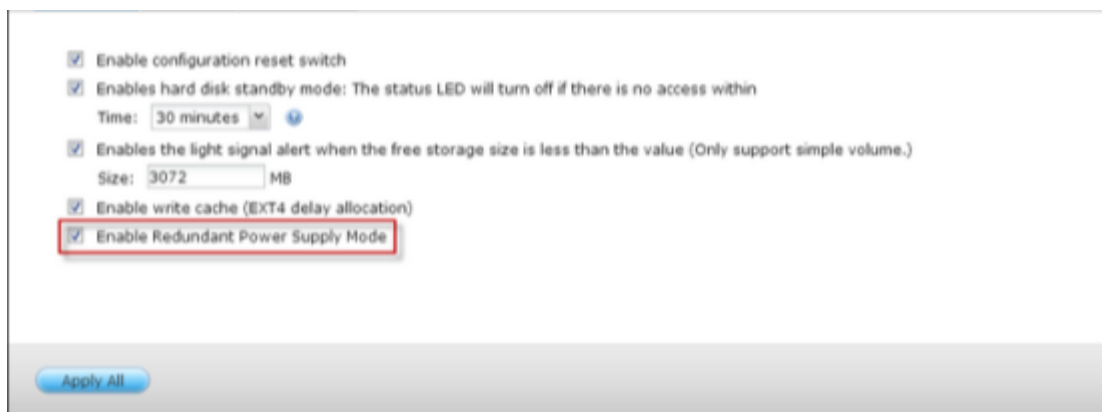 Enable configuration reset switch
Enables hard disk standby mode: The status LED will turn off if there is no access within
Time: 30 minutes
Enables the light signal alert when the free storage size is less than the value (Only support simple volume.)
Size: 3072 MB
Enable write cache (EXT4 delay allocation)
Enable Redundant Power Supply Mode
Apply All